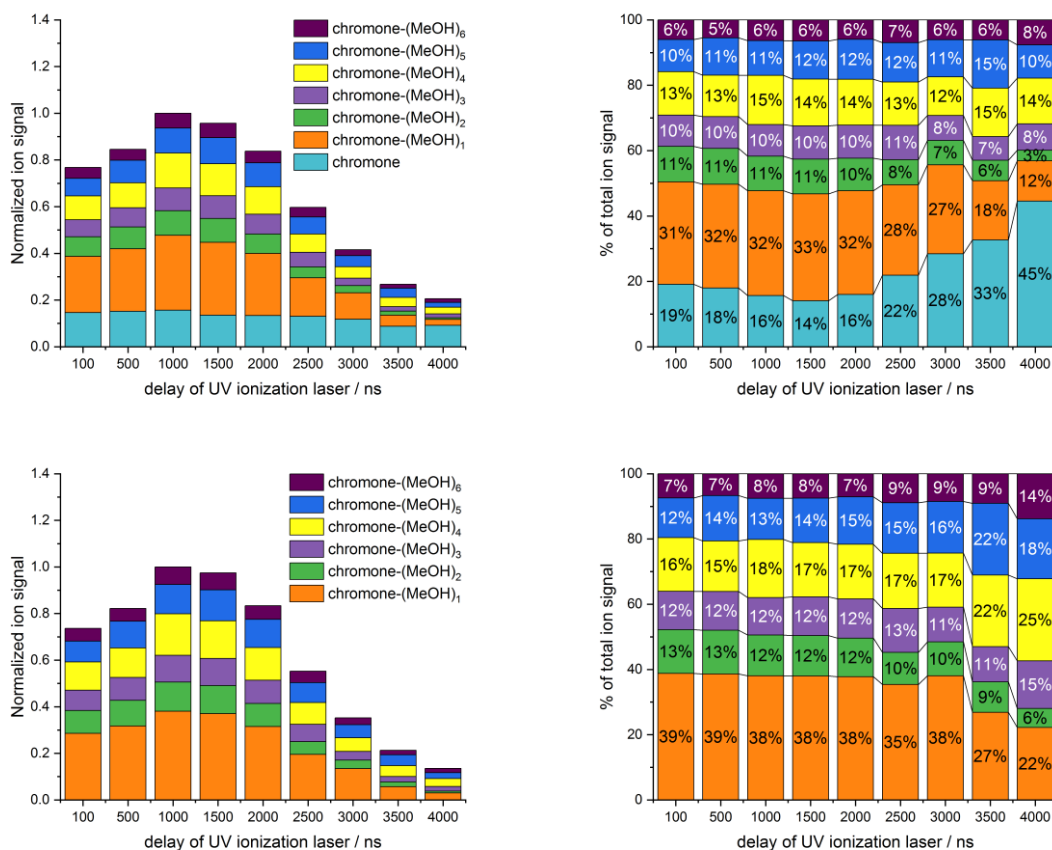 1.4
1.2
1.0
0.8
0.6
0.4
0.2
0.0
Normalized ion signal
chromone-(MeOH)₆
chromone-(MeOH)₅
chromone-(MeOH)₄
chromone-(MeOH)₃
chromone-(MeOH)₂
chromone-(MeOH)₁
chromone
100 500 1000 1500 2000 2500 3000 3500 4000
delay of UV ionization laser / ns
100
80
60
40
20
0
% of total ion signal
6% 5% 6% 6% 6% 7% 6% 6% 8%
10% 11% 11% 12% 12% 12% 11% 15% 10%
13% 13% 15% 14% 14% 13% 12% 15% 14%
10% 10% 10% 10% 10% 11% 8% 7% 8%
11% 11% 11% 11% 10% 8% 7% 6% 3%
31% 32% 32% 33% 32% 28% 27% 18% 12%
19% 18% 16% 14% 16% 22% 28% 33% 45%
100 500 1000 1500 2000 2500 3000 3500 4000
delay of UV ionization laser / ns
1.4
1.2
1.0
0.8
0.6
0.4
0.2
0.0
Normalized ion signal
chromone-(MeOH)₆
chromone-(MeOH)₅
chromone-(MeOH)₄
chromone-(MeOH)₃
chromone-(MeOH)₂
chromone-(MeOH)₁
100 500 1000 1500 2000 2500 3000 3500 4000
delay of UV ionization laser / ns
100
80
60
40
20
0
% of total ion signal
7% 7% 8% 8% 7% 9% 9% 9% 14%
12% 14% 13% 14% 15% 15% 16% 22% 18%
16% 15% 18% 17% 17% 17% 17% 22% 25%
12% 12% 12% 12% 12% 13% 11% 11% 15%
13% 13% 12% 12% 12% 10% 10% 9% 6%
39% 39% 38% 38% 38% 35% 38% 27% 22%
100 500 1000 1500 2000 2500 3000 3500 4000
delay of UV ionization laser / ns